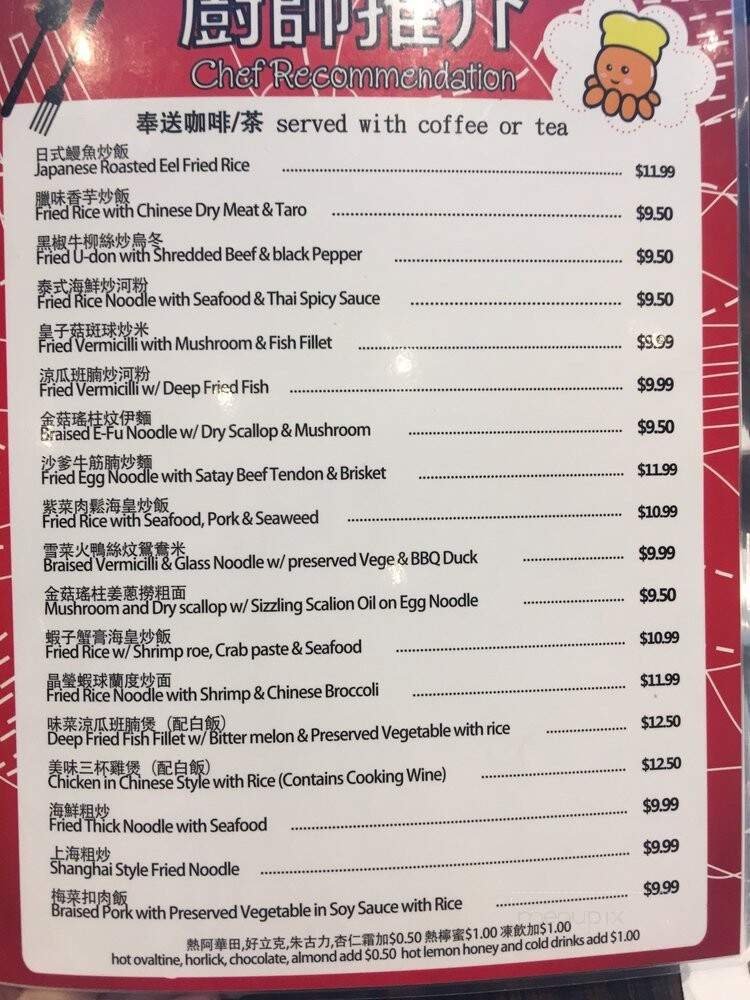 廚師推介
Chef Recommendation
奉送咖啡/茶 served with coffee or tea
日式鰻魚炒飯
Japanese Roasted Eel Fried Rice $11.99
臘味香芋炒飯
Fried Rice with Chinese Dry Meat & Taro $9.50
黑椒牛柳絲炒烏冬
Fried U-don with Shredded Beef & black Pepper $9.50
泰式海鮮炒河粉
Fried Rice Noodle with Seafood & Thai Spicy Sauce $9.50
皇子菇斑球炒米
Fried Vermicilli with Mushroom & Fish Fillet $9.99
涼瓜班腩炒河粉
Fried Vermicilli w/ Deep Fried Fish $9.99
金菇瑤柱炆伊麵
Braised E-Fu Noodle w/ Dry Scallop & Mushroom $9.50
沙爹牛筋腩炒麵
Fried Egg Noodle with Satay Beef Tendon & Brisket $11.99
紫菜肉鬆海皇炒飯
Fried Rice with Seafood, Pork & Seaweed $10.99
雪菜火鴨絲炆鴛鴦米
Braised Vermicilli & Glass Noodle w/ preserved Vege & BBQ Duck $9.99
金菇瑤柱姜蔥撈粗面
Mushroom and Dry scallop w/ Sizzling Scalion Oil on Egg Noodle $9.50
蝦子蟹膏海皇炒飯
Fried Rice w/ Shrimp roe, Crab paste & Seafood $10.99
晶瑩蝦球蘭度炒面
Fried Rice Noodle with Shrimp & Chinese Broccoli $11.99
味菜涼瓜班腩煲（配白飯）
Deep Fried Fish Fillet w/ Bitter melon & Preserved Vegetable with rice $12.50
美味三杯雞煲（配白飯）
Chicken in Chinese Style with Rice (Contains Cooking Wine) $12.50
海鮮粗炒
Fried Thick Noodle with Seafood $9.99
上海粗炒
Shanghai Style Fried Noodle $9.99
梅菜扣肉飯
Braised Pork with Preserved Vegetable in Soy Sauce with Rice $9.99
menupix
熱阿華田,好立克,朱古力,杏仁霜加$0.50 熱檸蜜$1.00 凍飲加$1.00
hot ovaltine, horlick, chocolate, almond add $0.50 hot lemon honey and cold drinks add $1.00